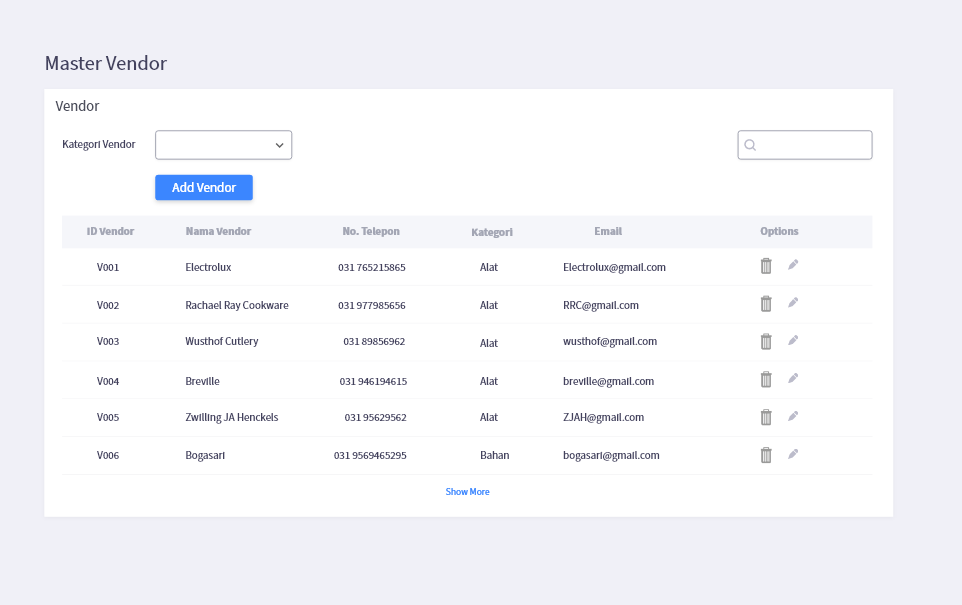 Master Vendor
Vendor
Kategori Vendor
Add Vendor
ID Vendor Nama Vendor No. Telepon Kategori Email Options
V001 Electrolux 031 765215865 Alat Electrolux@gmail.com
V002 Rachael Ray Cookware 031 977985656 Alat RRC@gmail.com
V003 Wusthof Cutlery 031 89856962 Alat wusthof@gmail.com
V004 Breville 031 946194615 Alat breville@gmail.com
V005 Zwilling JA Henckels 031 95629562 Alat ZJAH@gmail.com
V006 Bogasari 031 9569465295 Bahan bogasari@gmail.com
Show More